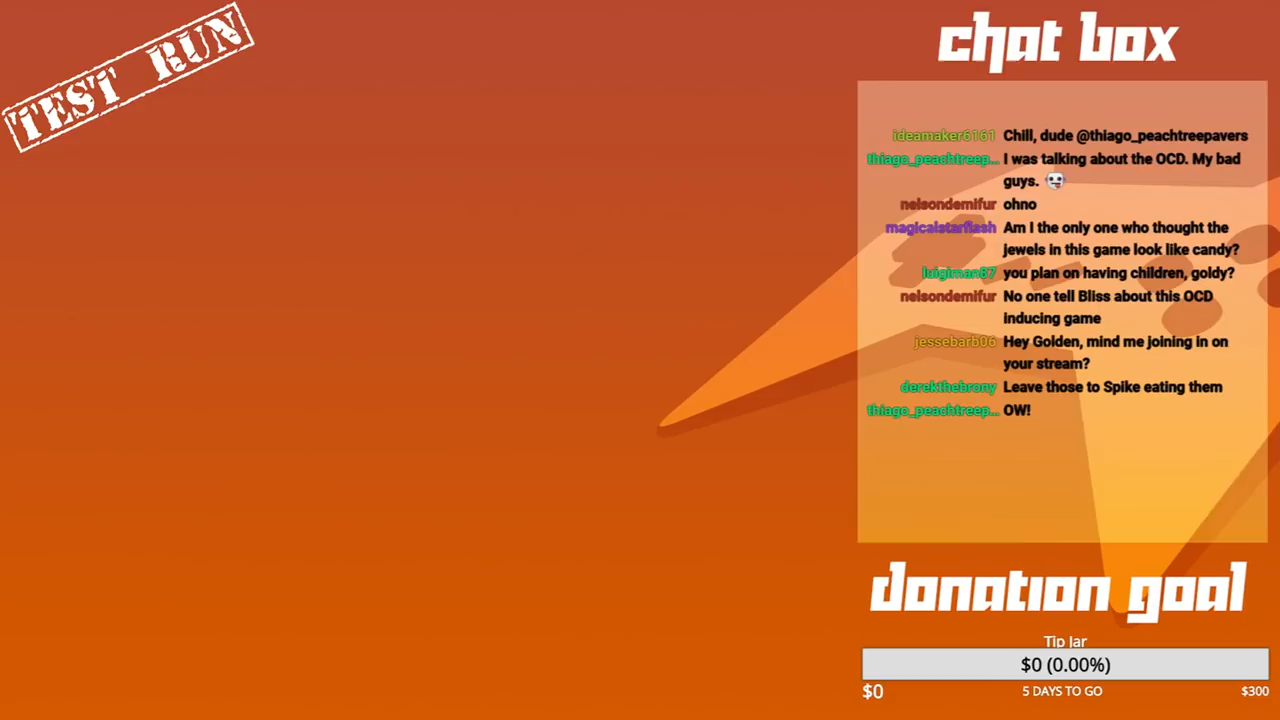 TEST RUN
chat box
ideamaker6161 Chill, dude @thiago_peachtreepavers
thiago_peachtreep... I was talking about the OCD. My bad
guys.
nelsondemifur ohno
magicalstarflash Am I the only one who thought the
jewels in this game look like candy?
luigiman87 you plan on having children, goldy?
nelsondemifur No one tell Bliss about this OCD
inducing game
jessebarb06 Hey Golden, mind me joining in on
your stream?
derekthebrony Leave those to Spike eating them
thiago_peachtreep... OW!
donation goal
Tip Jar
$0 (0.00%)
$0 5 DAYS TO GO $300